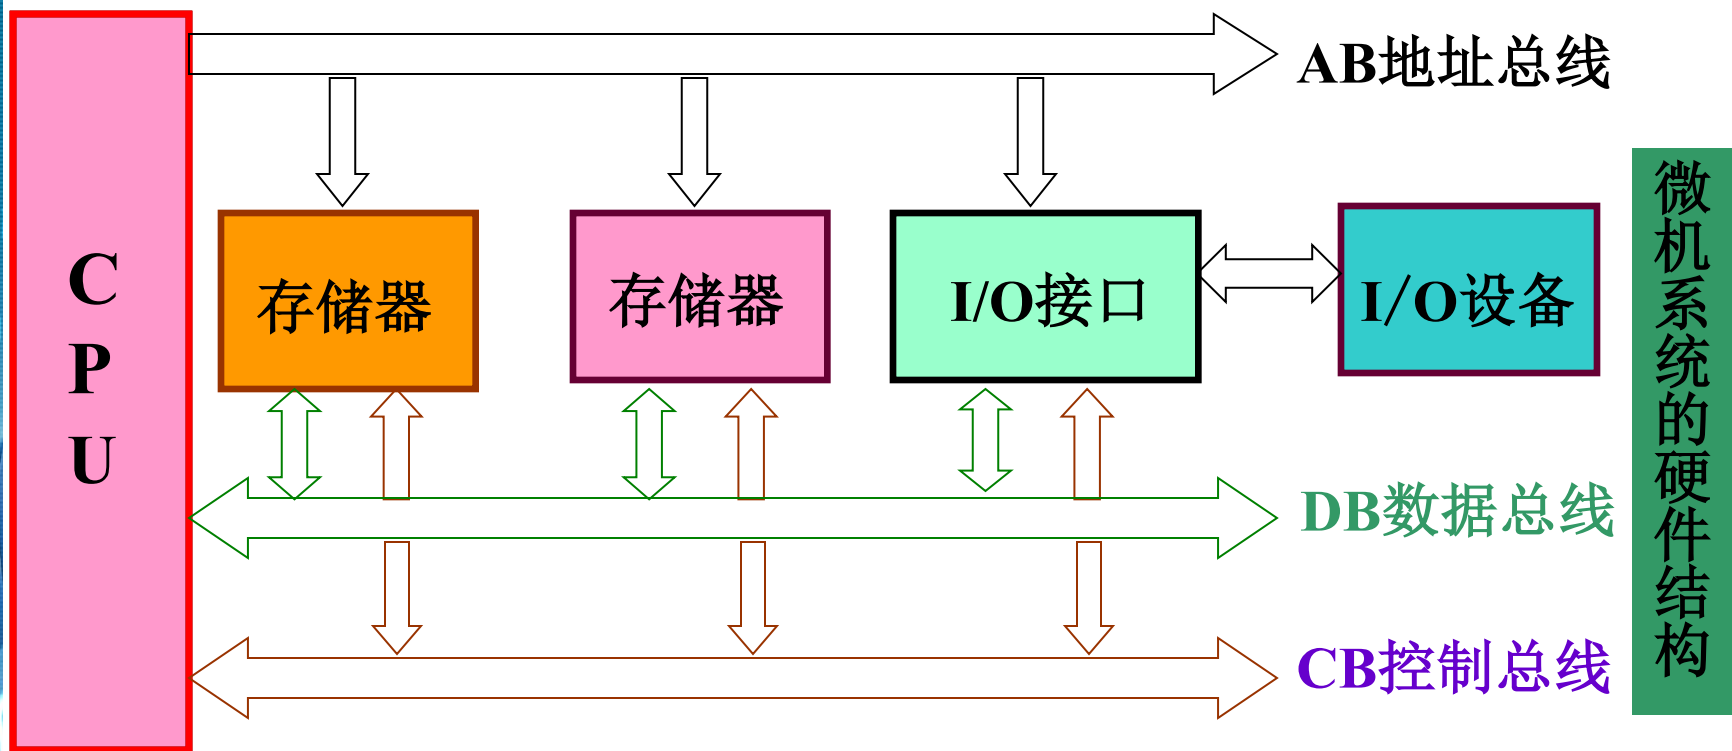 CPU
AB地址总线
存储器
存储器
I/O接口
I/O设备
DB数据总线
CB控制总线
微机系统的硬件结构